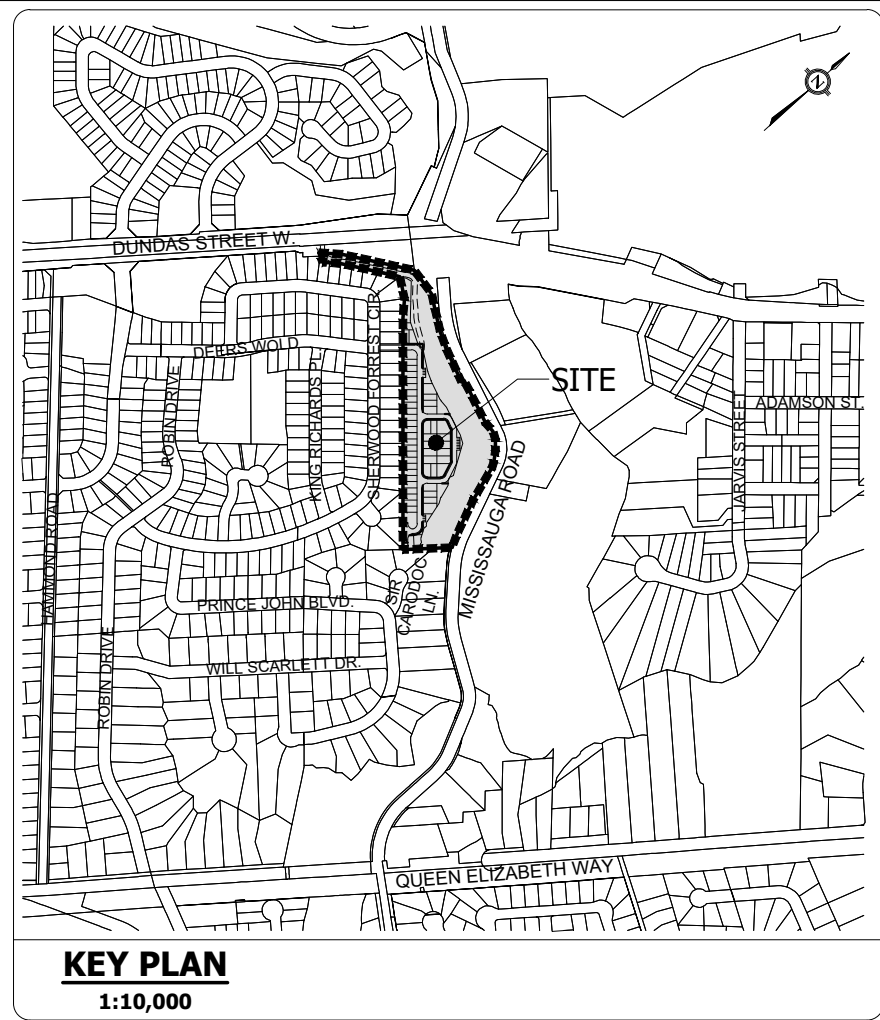 N
DUNDAS STREET W.
DEERS WOLD
ROBIN DRIVE
KING RICHARDS PL.
SHERWOOD FORREST CIR.
SITE
ADAMSON ST.
JARVIS STREET
MISSISSAUGA ROAD
HAMMOND ROAD
SIR
CARODOC
LN.
PRINCE JOHN BLVD.
WILL SCARLETT DR.
ROBIN DRIVE
QUEEN ELIZABETH WAY
KEY PLAN
1:10,000